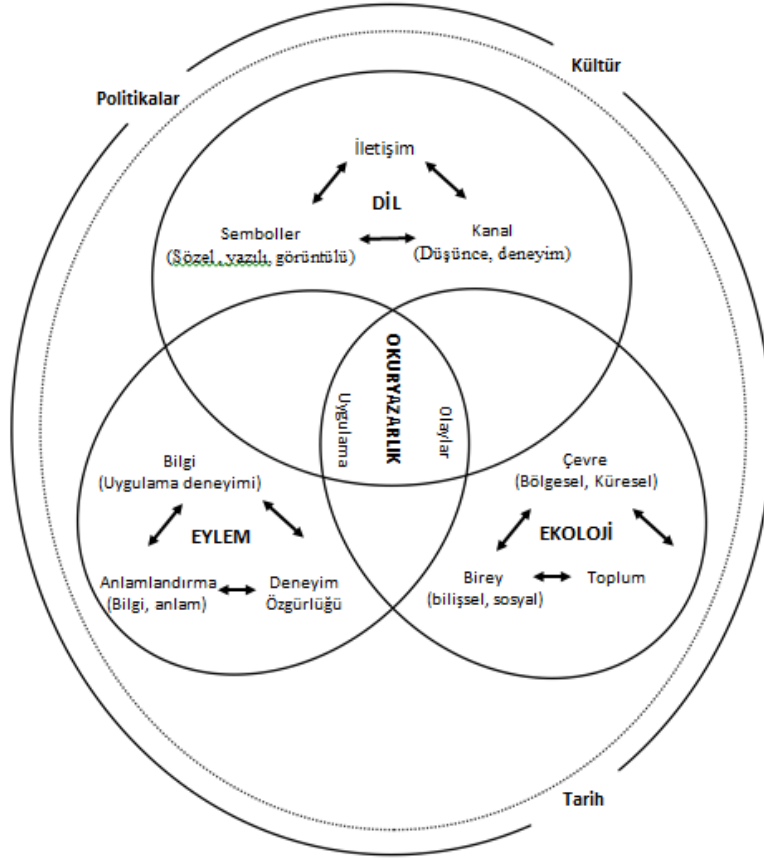 Kültür
Politikalar
İletişim
DİL
Semboller
(Sözel, yazılı, görüntülü)
Kanal
(Düşünce, deneyim)
OKURYAZARLIK
Uygulama
Olaylar
Bilgi
(Uygulama deneyimi)
EYLEM
Anlamlandırma
(Bilgi, anlam)
Deneyim
Özgürlüğü
Çevre
(Bölgesel, Küresel)
EKOLOJİ
Birey
(bilişsel, sosyal)
Toplum
Tarih